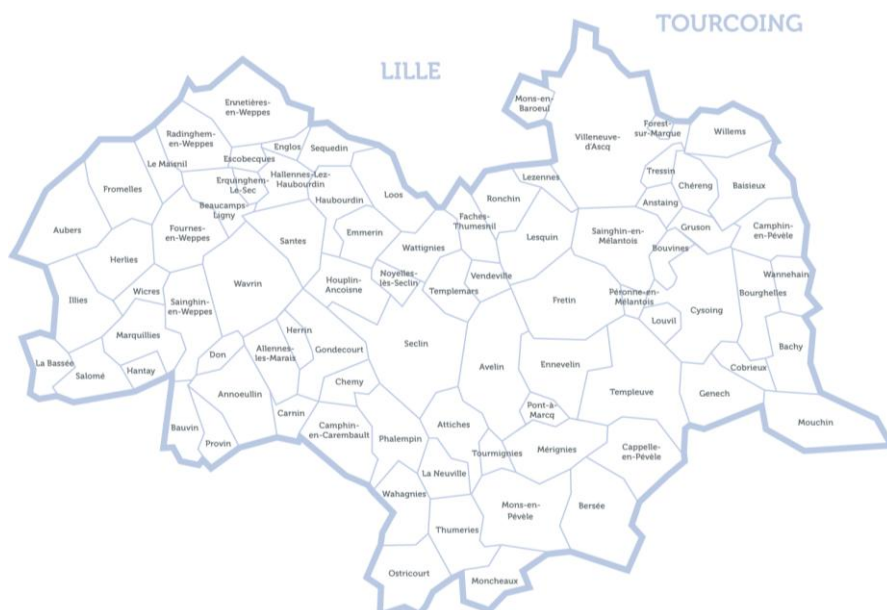 TOURCOING
LILLE
Ennetières-
en-Weppes
Mons-en-
Baroeul
Radinghem-
en-Weppes
Englos
Sequedin
Forest-
sur-Marque
Willems
Villeneuve-
d'Ascq
Le Maisnil
Escobecques
Hallennes-Lez-
Haubourdin
Erquinghem-
Le-Sec
Lezennes
Tressin
Chéreng
Baisieux
Fromelles
Beaucamps-
Ligny
Haubourdin
Loos
Ronchin
Anstaing
Aubers
Fournes-
en-Weppes
Santes
Emmerin
Wattignies
Faches-
Thumesnil
Lesquin
Sainghin-en-
Mélantois
Gruson
Camphin-
en-Pévèle
Bouvines
Herlies
Wavrin
Houplin-
Ancoisne
Noyelles-
lès-Seclin
Templemars
Vendeville
Wannehain
Illies
Wicres
Sainghin-
en-Weppes
Fretin
Péronne-en-
Mélantois
Bourghelles
Marquillies
Herrin
Louvil
Cysoing
La Bassée
Salomé
Hantay
Don
Allennes-
les-Marais
Gondecourt
Seclin
Avelin
Ennevelin
Bachy
Cobrieux
Chemy
Annoeullin
Templeuve
Genech
Bauvin
Provin
Carnin
Camphin-
en-Carembault
Phalempin
Attiches
Pont-à-
Marcq
Mouchin
Tourmignies
Mérignies
Cappelle-
en-Pévèle
La Neuville
Wahagnies
Mons-en-
Pévèle
Bersée
Thumeries
Ostricourt
Moncheaux